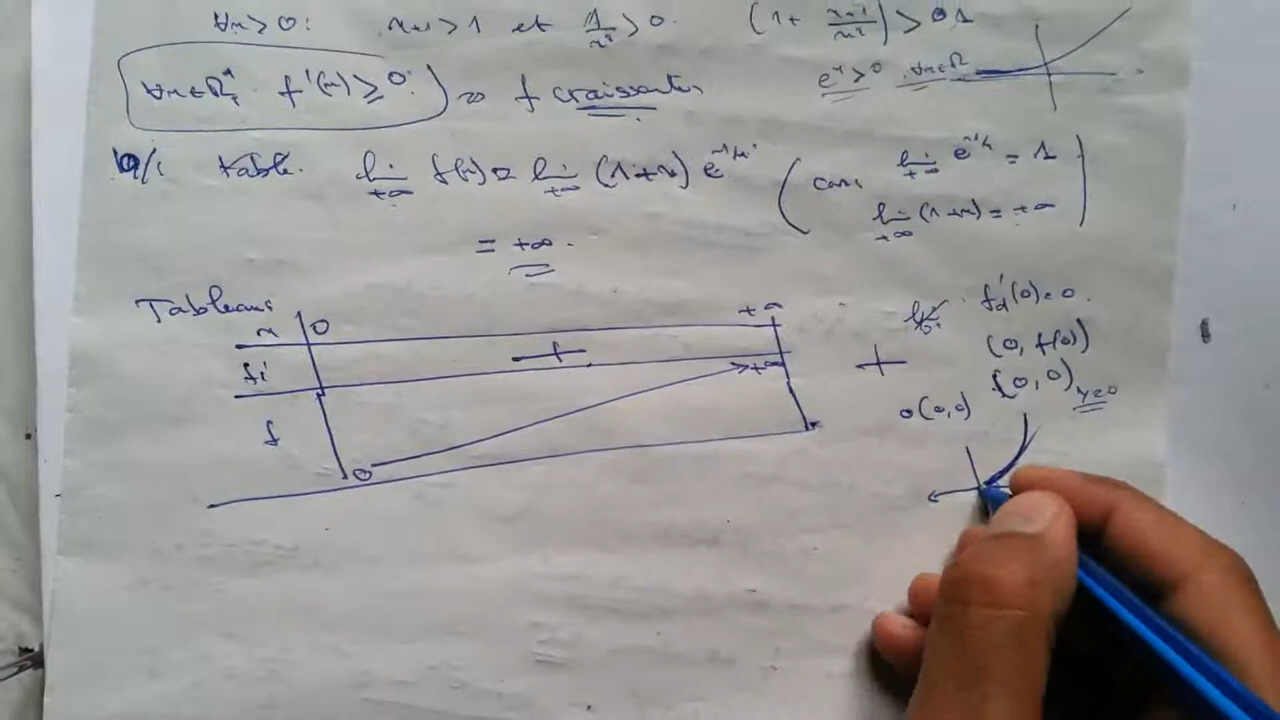 ∀x>0: x+1>1 et 1/x² >0. (1+ (x+1)/x²) > 0 1
∀x∈ℝ₊* f'(x) ≥ 0. ⇒ f croissante
eˣ>0 ∀x∈ℝ
b/: table. lim +∞ f(x) = lim +∞ (1+x) e^(-1/x) (car lim +∞ e^(-1/x) = 1
lim +∞ (1+x) = +∞)
= +∞.
Tableau
x 0 +∞
f' +
f 0 +∞
f'd(0)=0.
(0, f(0))
(0,0) y=0
o(0,0)